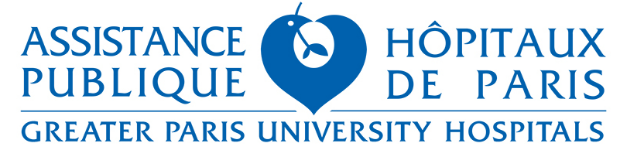 ASSISTANCE HÔPITAUX
PUBLIQUE DE PARIS
GREATER PARIS UNIVERSITY HOSPITALS